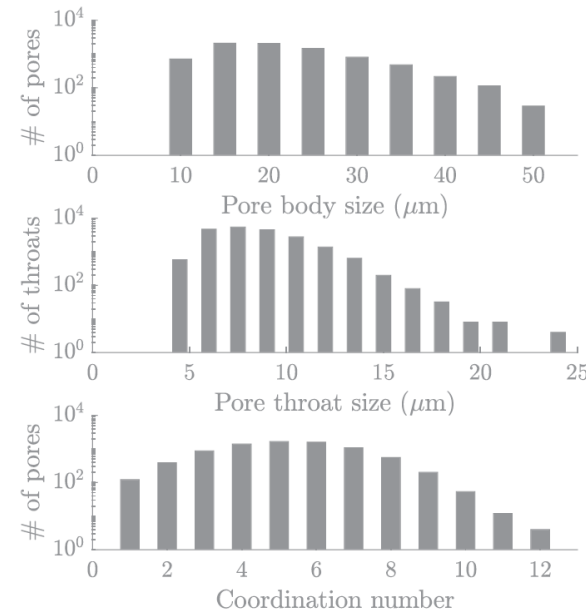 10^4
10^2
10^0
# of pores
0 10 20 30 40 50
Pore body size (μm)
10^4
10^2
10^0
# of throats
0 5 10 15 20 25
Pore throat size (μm)
10^4
10^2
10^0
# of pores
0 2 4 6 8 10 12
Coordination number